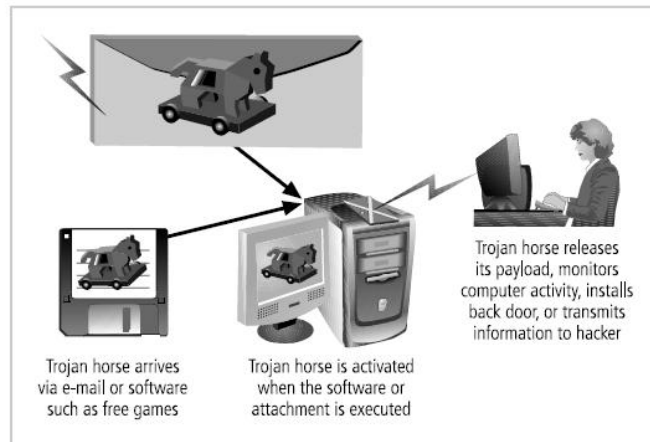 Trojan horse arrives
via e-mail or software
such as free games
Trojan horse is activated
when the software or
attachment is executed
Trojan horse releases
its payload, monitors
computer activity, installs
back door, or transmits
information to hacker